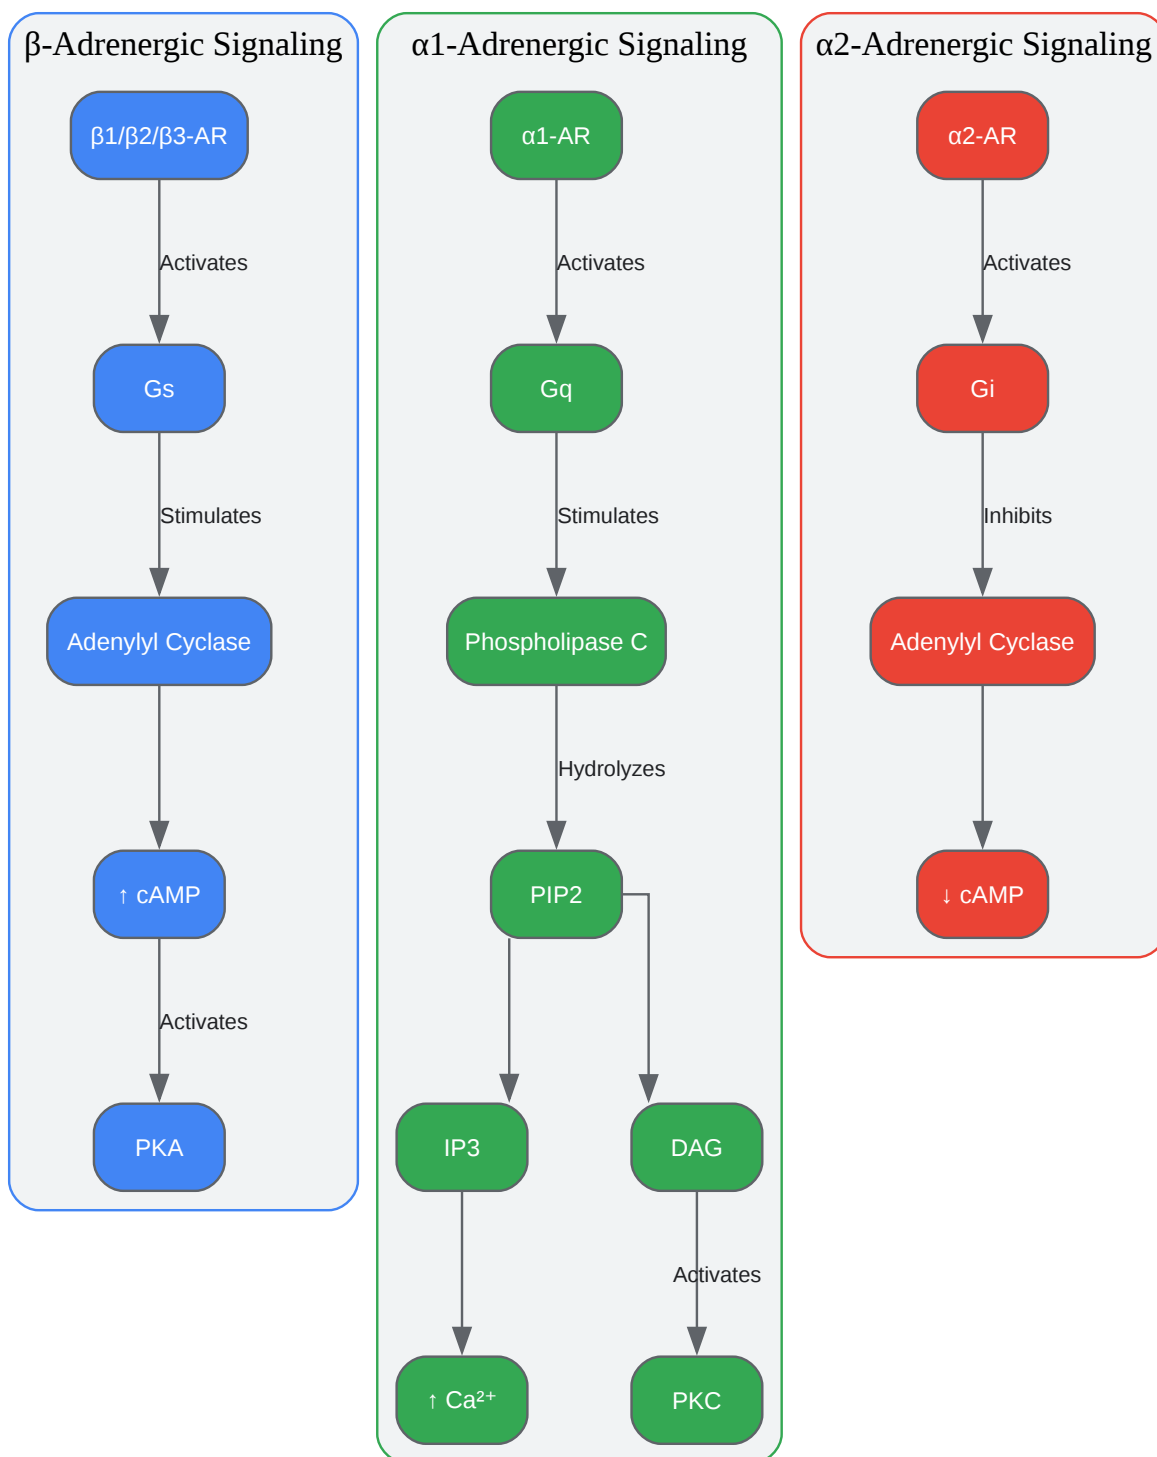 β-Adrenergic Signaling
β1/β2/β3-AR
Activates
Gs
Stimulates
Adenylyl Cyclase
↑ cAMP
Activates
PKA
α1-Adrenergic Signaling
α1-AR
Activates
Gq
Stimulates
Phospholipase C
Hydrolyzes
PIP2
IP3
DAG
Activates
↑ Ca²⁺
PKC
α2-Adrenergic Signaling
α2-AR
Activates
Gi
Inhibits
Adenylyl Cyclase
↓ cAMP